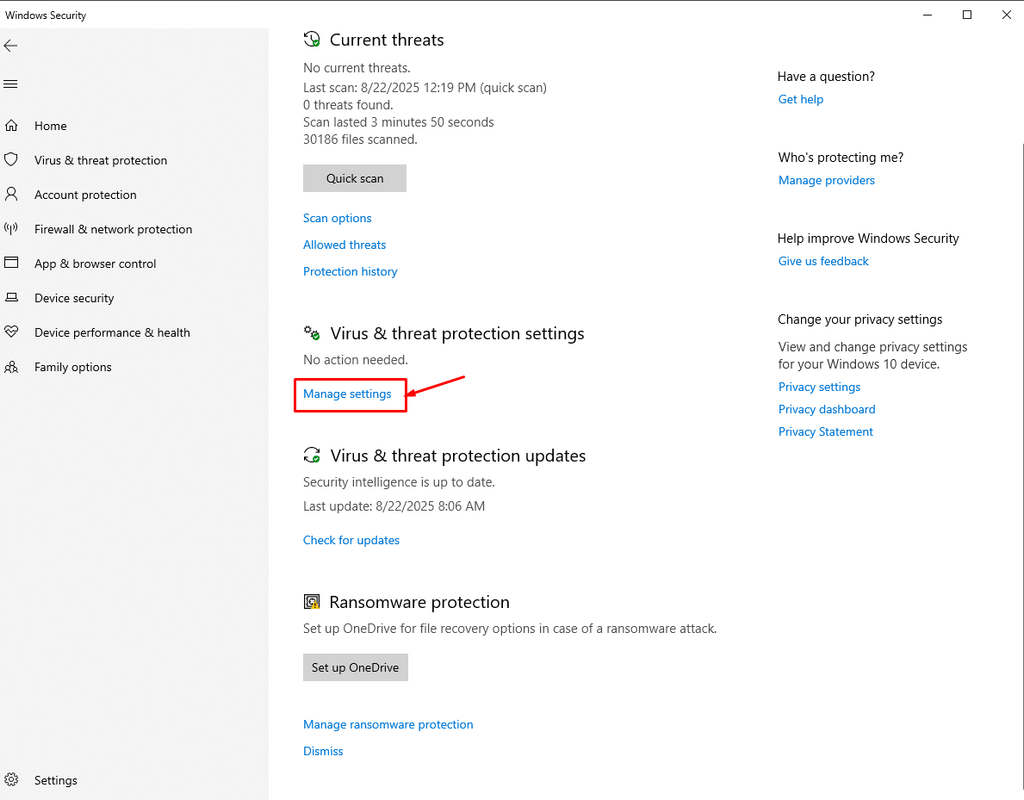 Windows Security
Home
Virus & threat protection
Account protection
Firewall & network protection
App & browser control
Device security
Device performance & health
Family options
Settings
Current threats
No current threats.
Last scan: 8/22/2025 12:19 PM (quick scan)
0 threats found.
Scan lasted 3 minutes 50 seconds
30186 files scanned.
Quick scan
Scan options
Allowed threats
Protection history
Virus & threat protection settings
No action needed.
Manage settings
Virus & threat protection updates
Security intelligence is up to date.
Last update: 8/22/2025 8:06 AM
Check for updates
Ransomware protection
Set up OneDrive for file recovery options in case of a ransomware attack.
Set up OneDrive
Manage ransomware protection
Dismiss
Have a question?
Get help
Who's protecting me?
Manage providers
Help improve Windows Security
Give us feedback
Change your privacy settings
View and change privacy settings
for your Windows 10 device.
Privacy settings
Privacy dashboard
Privacy Statement